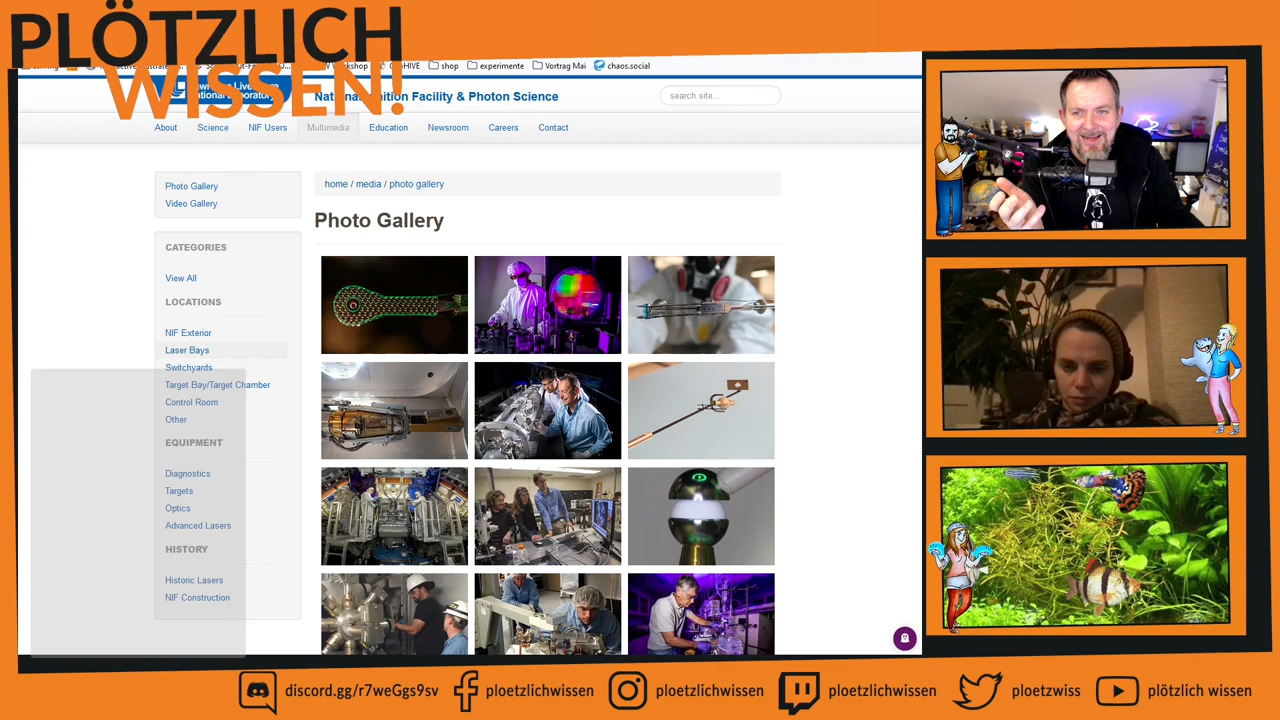 PLÖTZLICH
WISSEN!
Workshop
shop
experimente
Vortrag Mai
chaos.social
Facility & Photon Science
search site...
About
Science
NIF Users
Multimedia
Education
Newsroom
Careers
Contact
Photo Gallery
Video Gallery
CATEGORIES
View All
LOCATIONS
NIF Exterior
Laser Bays
Switchyards
Target Bay/Target Chamber
Control Room
Other
EQUIPMENT
Diagnostics
Targets
Optics
Advanced Lasers
HISTORY
Historic Lasers
NIF Construction
home / media / photo gallery
Photo Gallery
discord.gg/r7weGgs9sv
ploetzlichwissen
ploetzlichwissen
ploetzlichwissen
ploetzwiss
plötzlich wissen